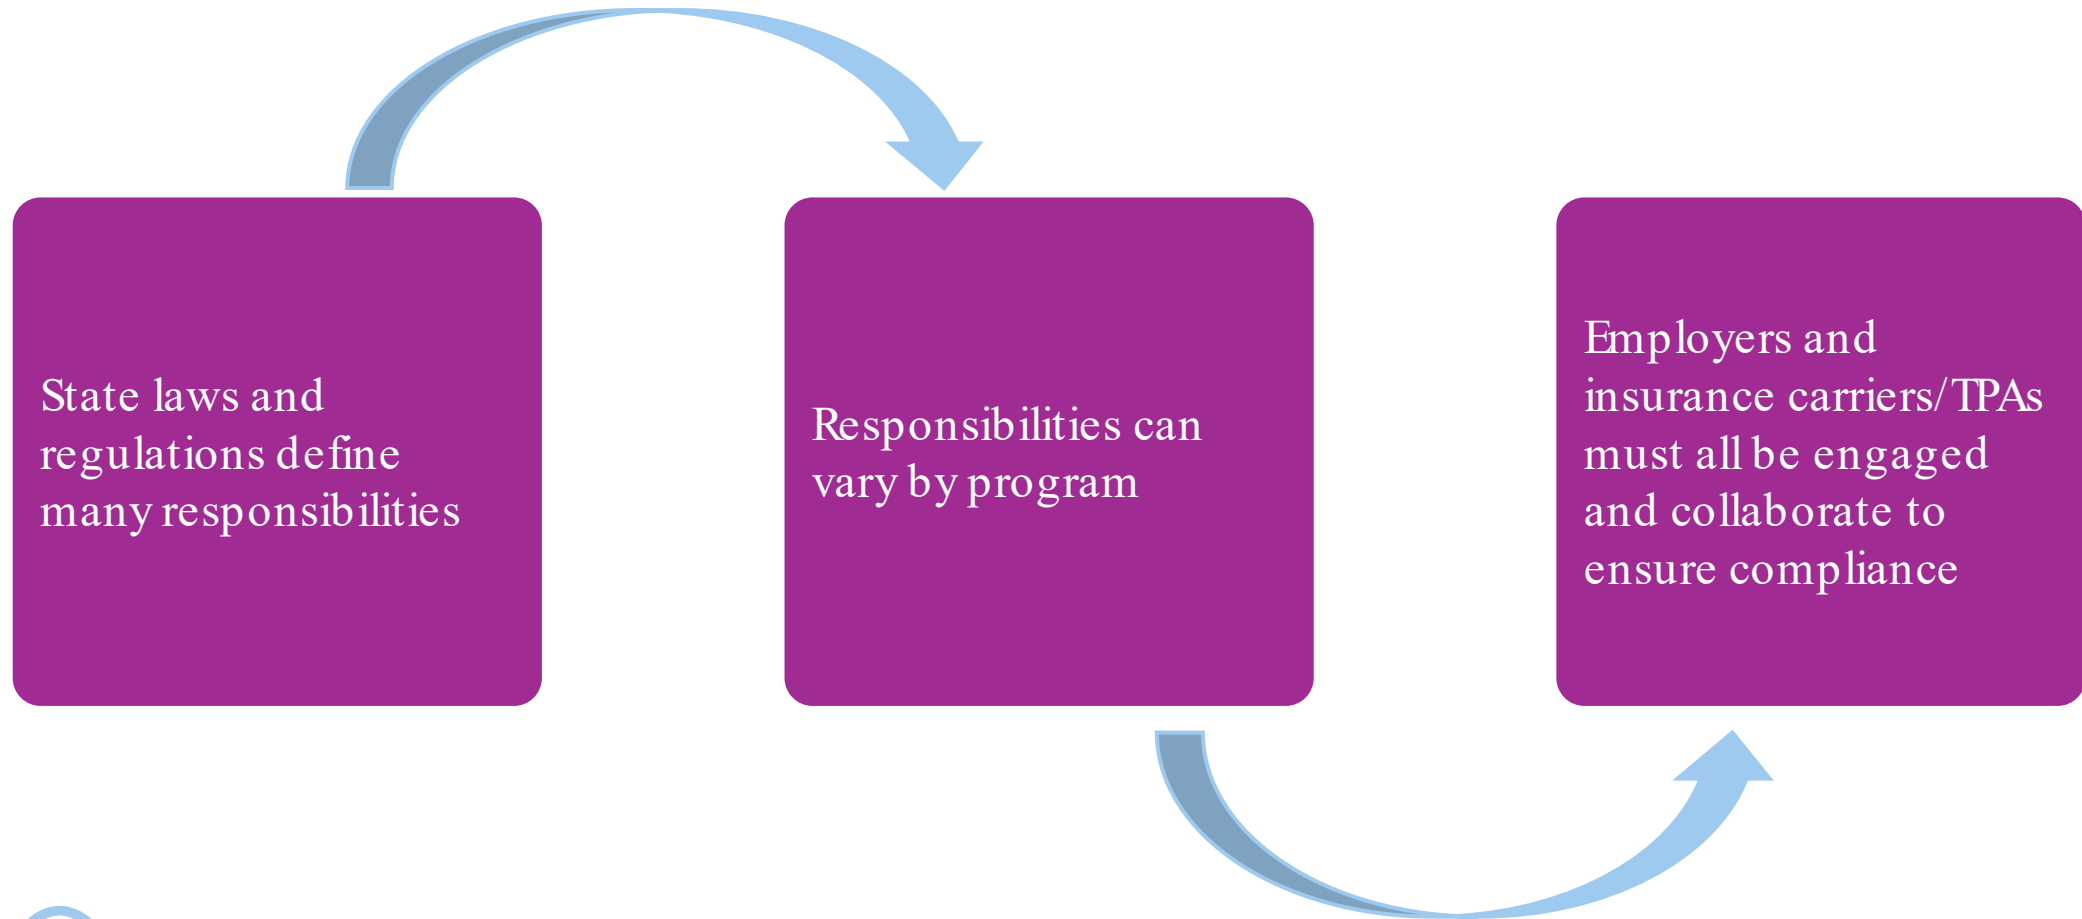 State laws and
regulations define
many responsibilities
Responsibilities can
vary by program
Employers and
insurance carriers/TPAs
must all be engaged
and collaborate to
ensure compliance